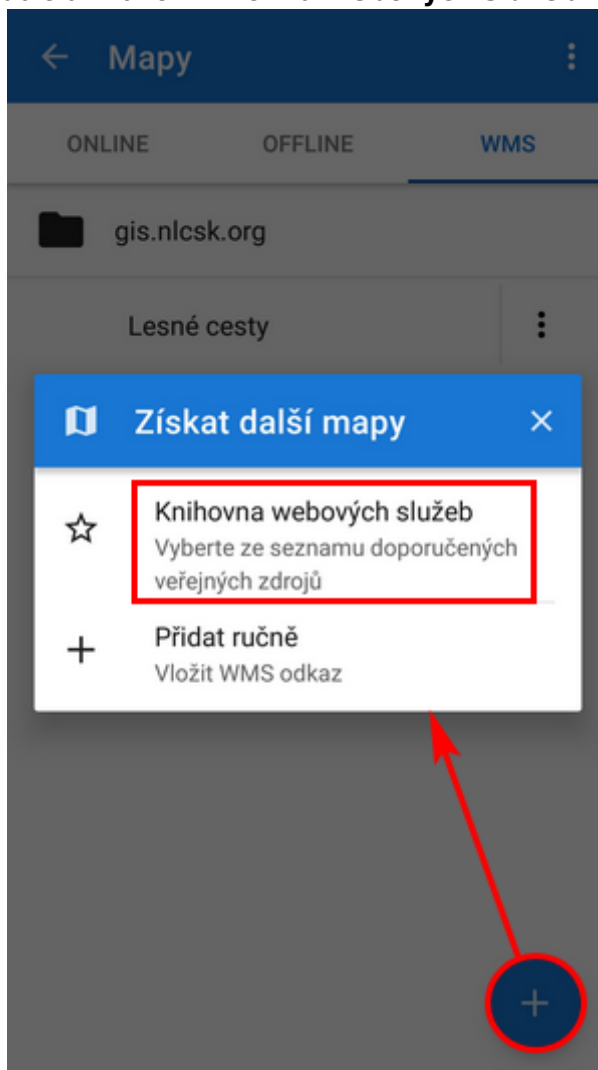 Mapy
ONLINE OFFLINE WMS
gis.nlcsk.org
Lesné cesty
Získat další mapy
Knihovna webových služeb
Vyberte ze seznamu doporučených
veřejných zdrojů
Přidat ručně
Vložit WMS odkaz